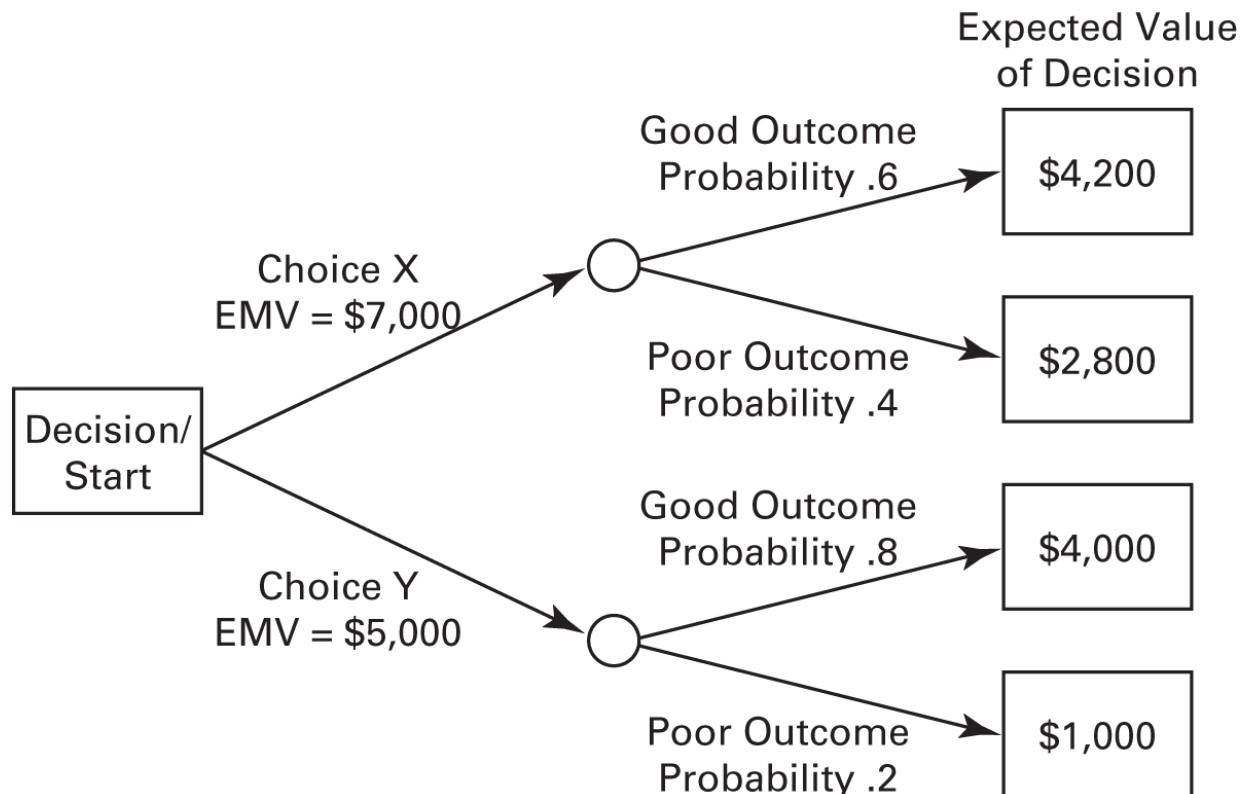 Expected Value
of Decision
Good Outcome
Probability .6
$4,200
Choice X
EMV = $7,000
Poor Outcome
Probability .4
$2,800
Decision/
Start
Good Outcome
Probability .8
$4,000
Choice Y
EMV = $5,000
Poor Outcome
Probability .2
$1,000